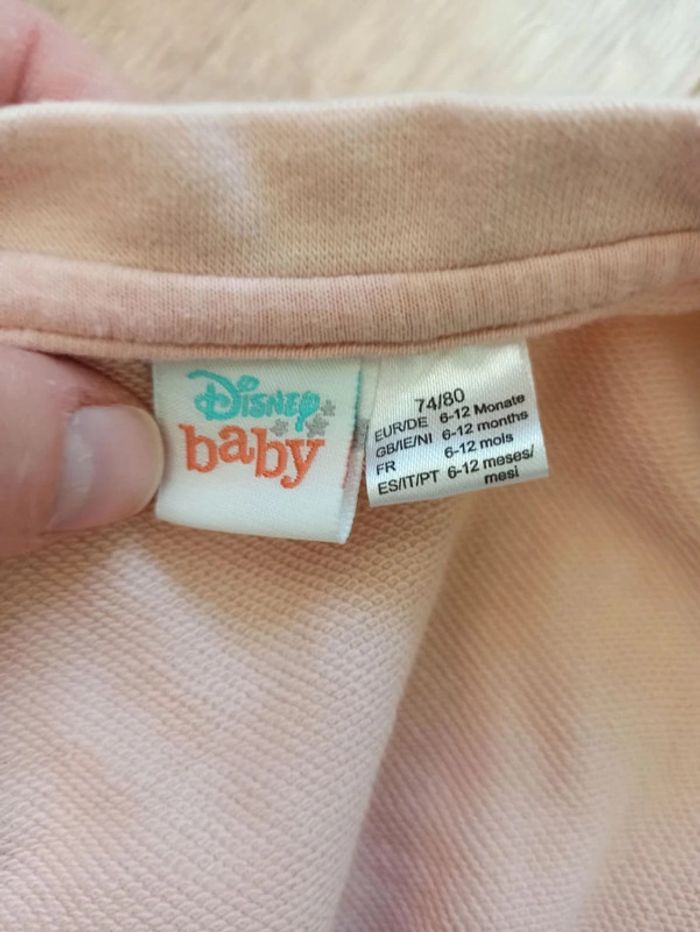 Disney
baby
74/80
EUR/DE 6-12 Monate
GB/IE/NI 6-12 months
FR 6-12 mois
ES/IT/PT 6-12 meses/
mesi